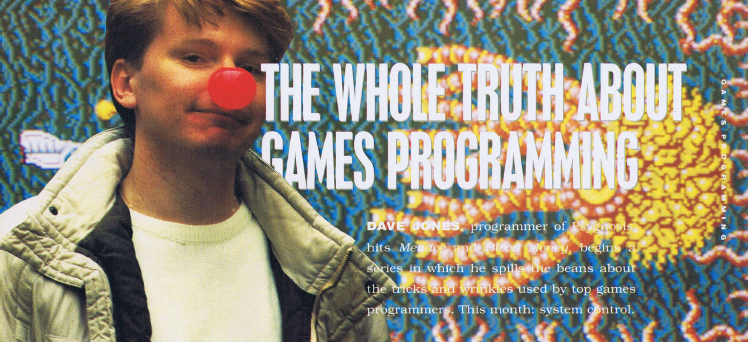 THE WHOLE TRUTH ABOUT
GAMES PROGRAMMING
DAVE JONES, programmer of Psygnosis'
hits Menace and Blood Money, begins a
series in which he spills the beans about
the tricks and wrinkles used by top games
programmers. This month: system control.
GAMES PROGRAMMING